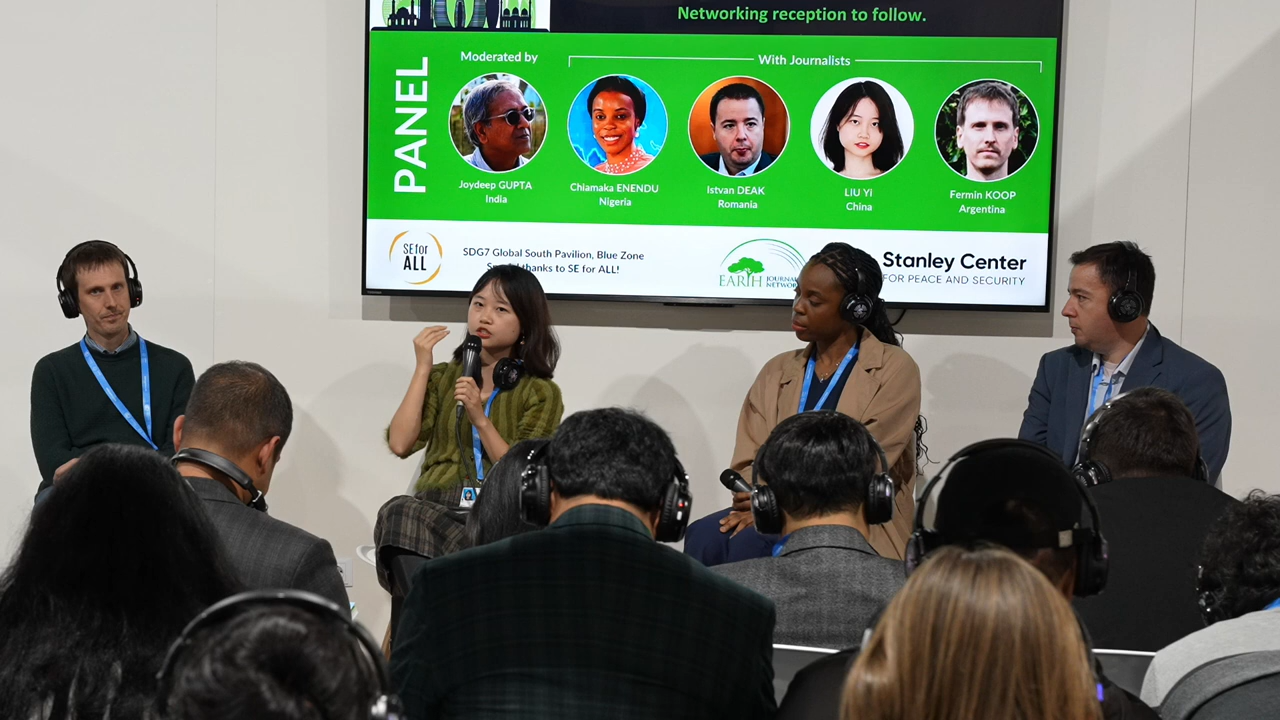 Networking reception to follow.
PANEL
Moderated by
With Journalists
Joydeep GUPTA
India
Chiamaka ENENDU
Nigeria
Istvan DEAK
Romania
LIU Yi
China
Fermin KOOP
Argentina
SE for
ALL
SDG7 Global South Pavilion, Blue Zone
thanks to SE for ALL!
EARTH JOURNALISM
NETWORK
Stanley Center
FOR PEACE AND SECURITY